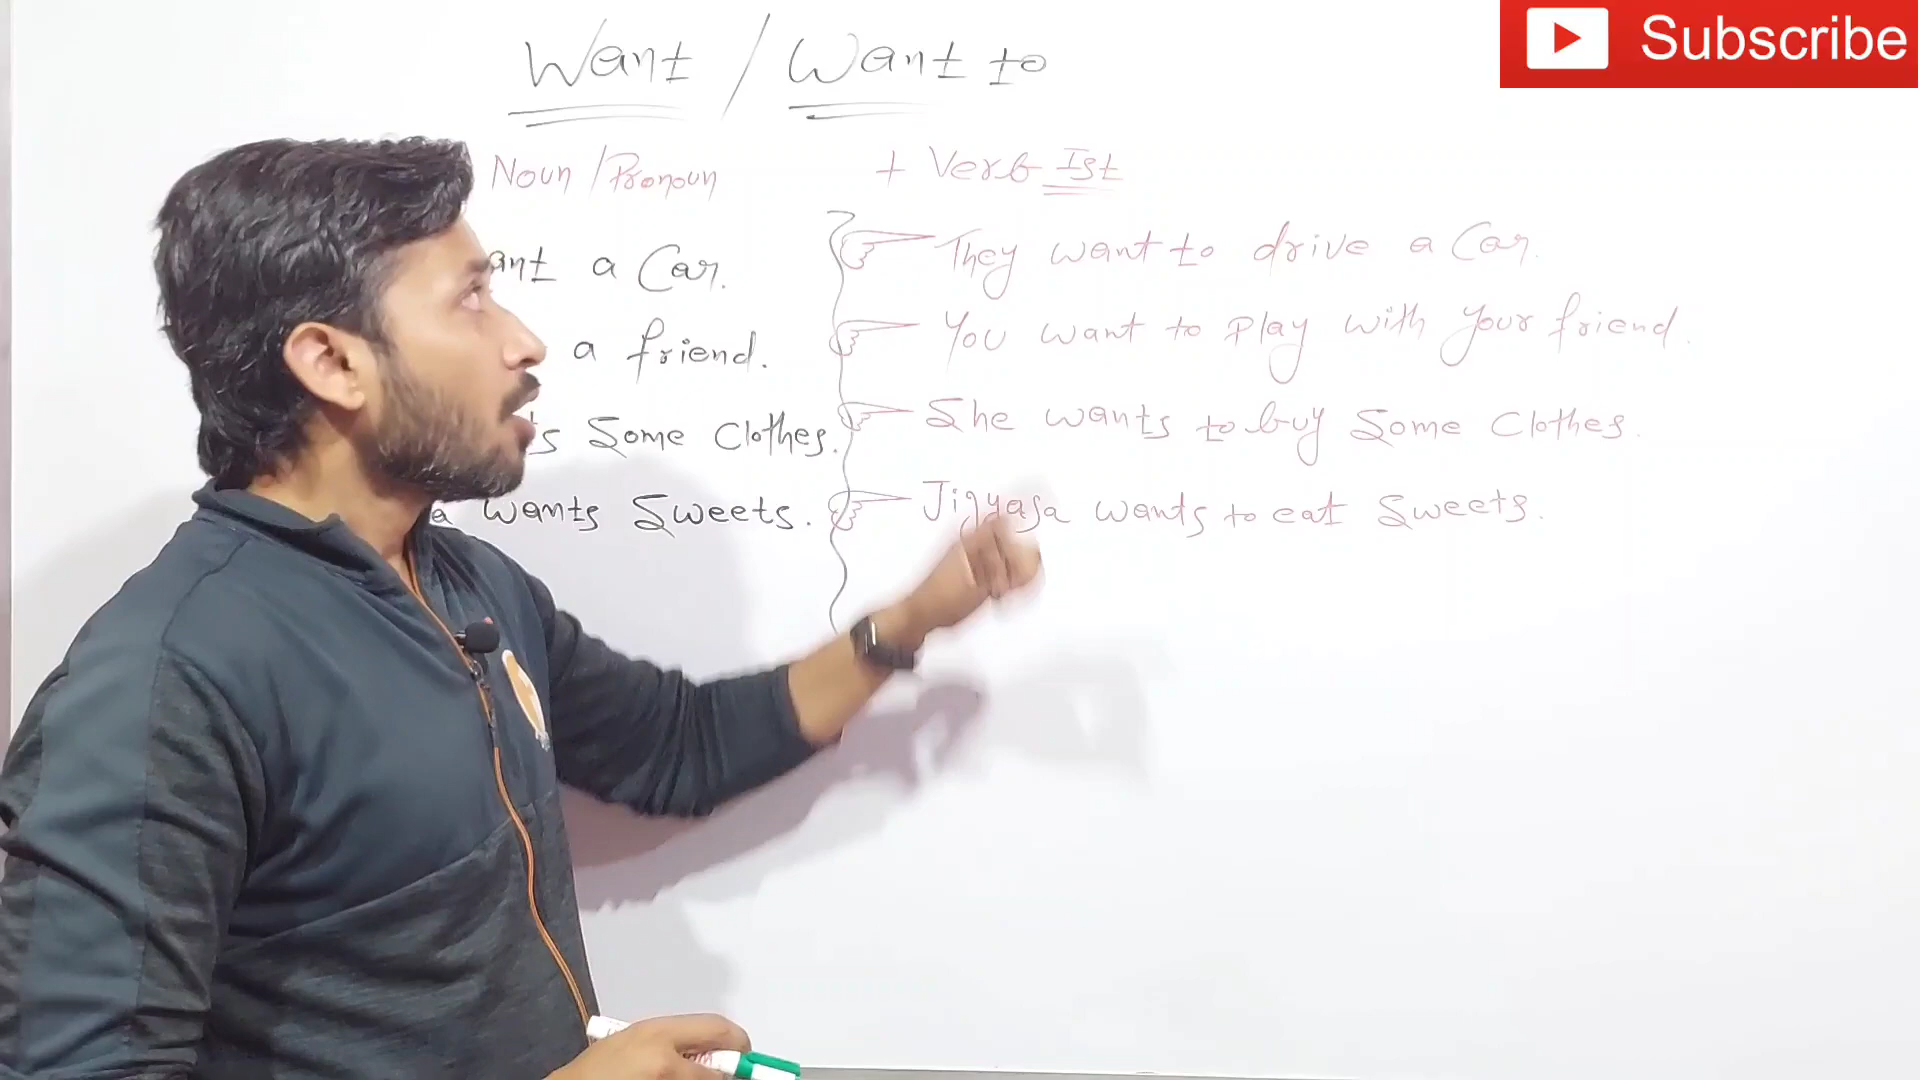 Subscribe
Want / Want to
Noun / Pronoun
+ Verb Ist
a Car.
a friend.
Some Clothes.
wants Sweets.
They want to drive a Car.
You want to Play with your friend.
She wants to buy Some Clothes.
Jigyasa wants to eat Sweets.